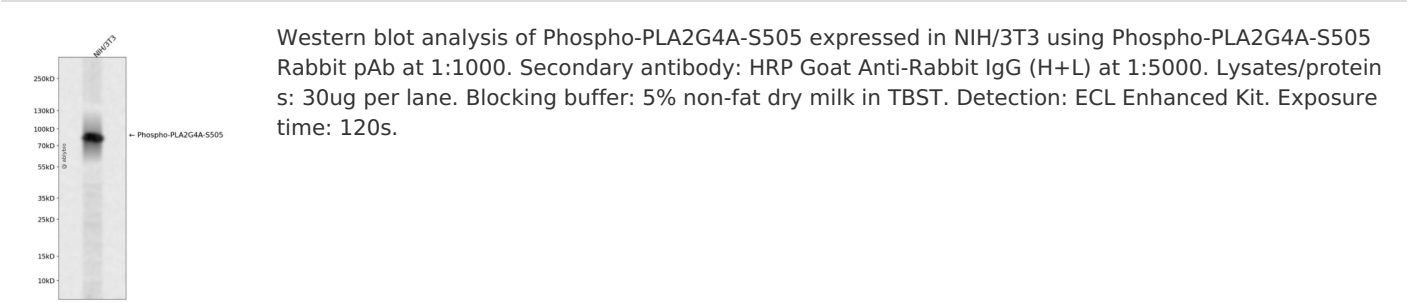 NIH/3T3
250kD
130kD
100kD
← Phospho-PLA2G4A-S505
70kD
55kD
35kD
25kD
15kD
10kD
Western blot analysis of Phospho-PLA2G4A-S505 expressed in NIH/3T3 using Phospho-PLA2G4A-S505
Rabbit pAb at 1:1000. Secondary antibody: HRP Goat Anti-Rabbit IgG (H+L) at 1:5000. Lysates/protein
s: 30ug per lane. Blocking buffer: 5% non-fat dry milk in TBST. Detection: ECL Enhanced Kit. Exposure
time: 120s.